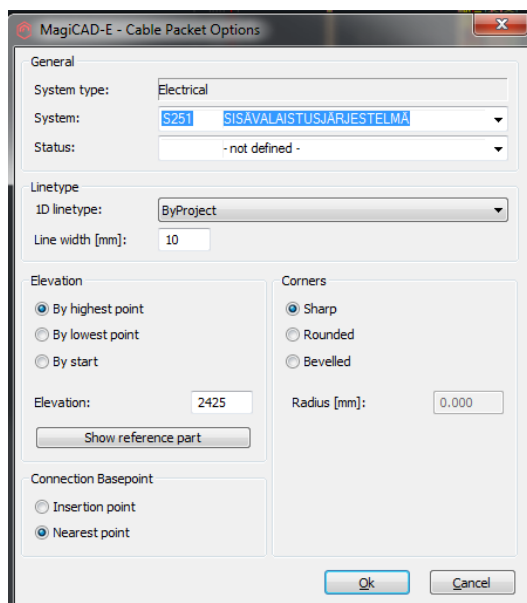 MagiCAD-E - Cable Packet Options
General
System type: Electrical
System: S251 SISÄVALAISTUSJÄRJESTELMÄ
Status: - not defined -
Linetype
1D linetype: ByProject
Line width [mm]: 10
Elevation
By highest point
By lowest point
By start
Elevation: 2425
Show reference part
Connection Basepoint
Insertion point
Nearest point
Corners
Sharp
Rounded
Bevelled
Radius [mm]: 0.000
Ok Cancel